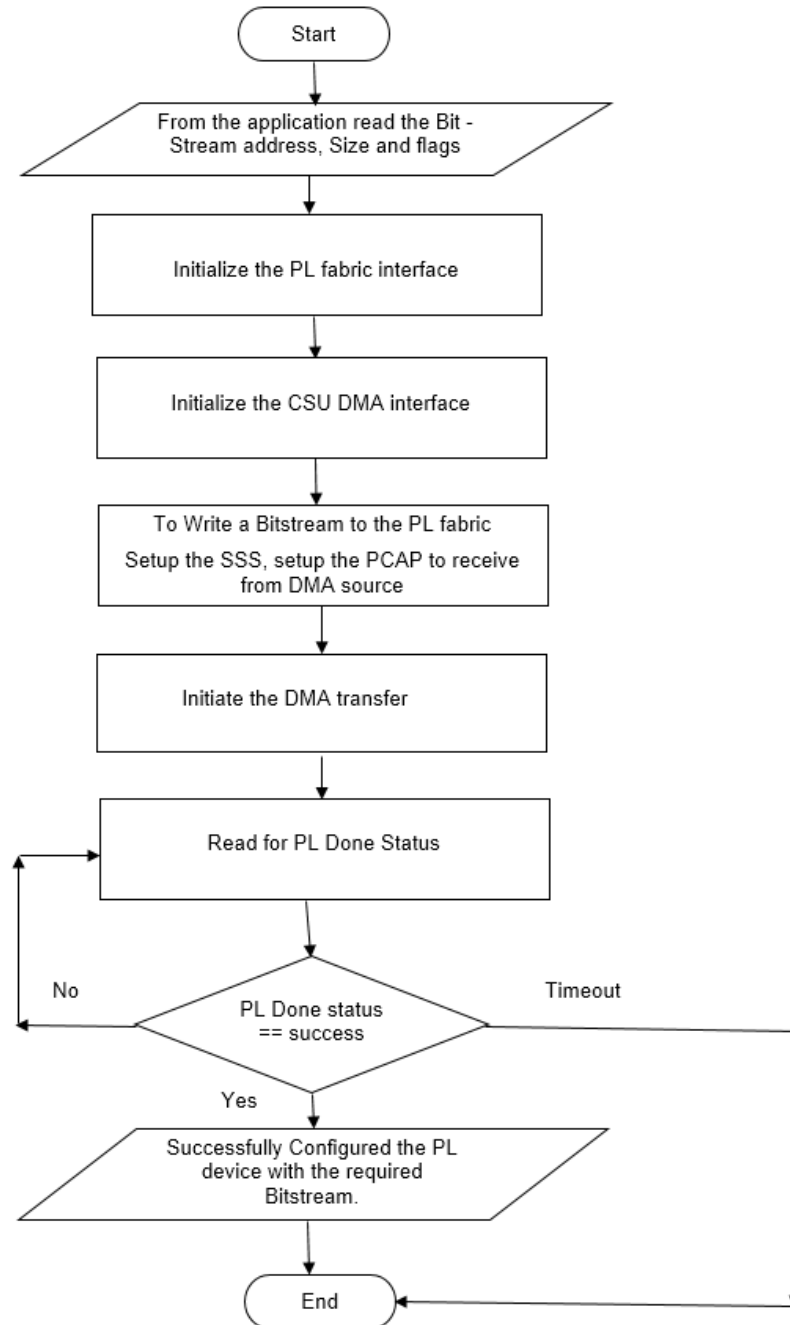 Start
From the application read the Bit -
Stream address, Size and flags
Initialize the PL fabric interface
Initialize the CSU DMA interface
To Write a Bitstream to the PL fabric
Setup the SSS, setup the PCAP to receive
from DMA source
Initiate the DMA transfer
Read for PL Done Status
No
Timeout
PL Done status
== success
Yes
Successfully Configured the PL
device with the required
Bitstream.
End